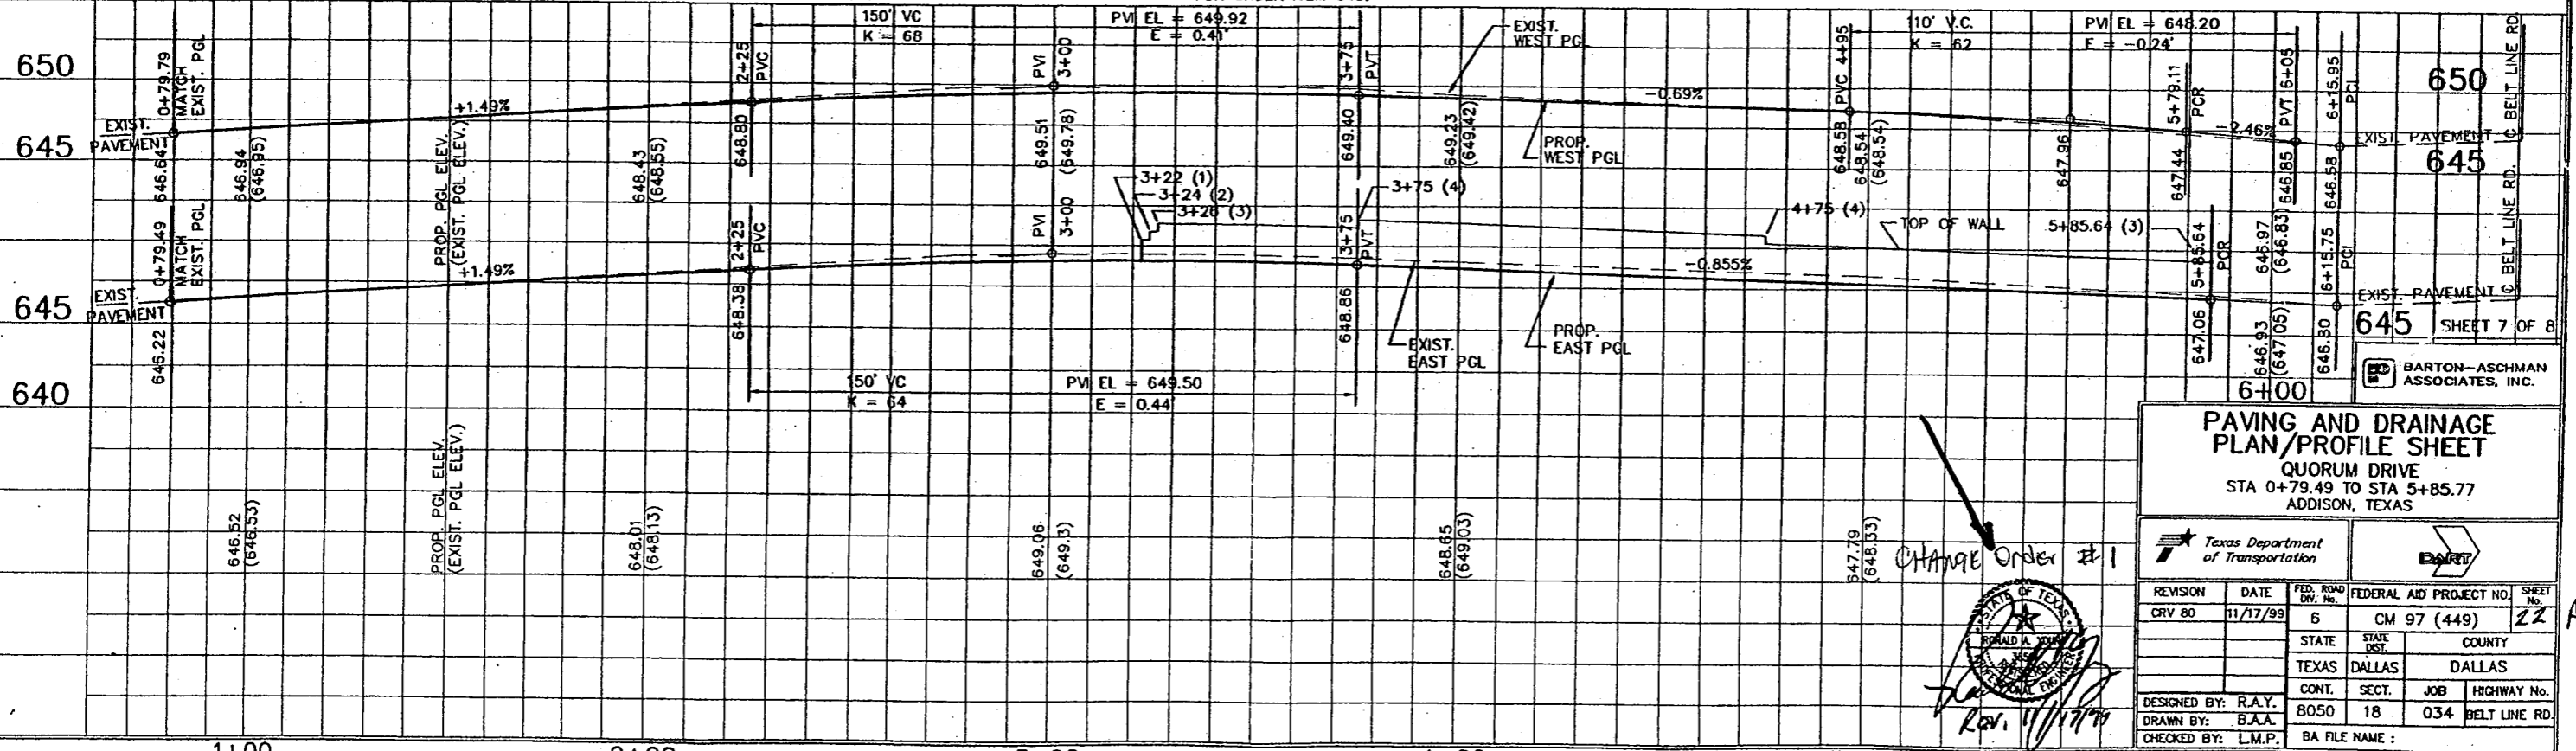 150' VC
K = 68
PVI EL = 649.92
E = 0.41'
EXIST.
WEST PGL
110' V.C.
K = 62
PVI EL = 648.20
E = -0.24'
650
650
0+79.79
MATCH
EXIST. PGL
2+25
PVC
PVI
3+00
3+75
PVT
PVC 4+95
5+79.11
PCR
PVT 6+05
6+15.95
PCI
₵ BELT LINE RD.
+1.49%
-0.69%
-2.46%
EXIST.
PAVEMENT
EXIST. PAVEMENT
645
645
646.64
646.94
(646.95)
PROP. PGL ELEV.
(EXIST. PGL ELEV.)
648.43
(648.55)
648.80
649.51
(649.78)
649.40
649.23
(649.42)
PROP.
WEST PGL
648.58
648.54
(648.54)
647.96
647.44
646.85
646.58
3+22 (1)
3+24 (2)
3+26 (3)
3+75 (4)
4+75 (4)
TOP OF WALL
5+85.64 (3)
0+79.49
MATCH
EXIST. PGL
2+25
PVC
PVI
3+00
3+75
PVT
5+85.64
PCR
646.97
(646.83)
6+15.75
PCI
₵ BELT LINE RD.
+1.49%
-0.855%
EXIST.
PAVEMENT
EXIST. PAVEMENT
645
645
SHEET 7 OF 8
646.22
648.38
648.86
EXIST.
EAST PGL
PROP.
EAST PGL
647.06
646.93
(647.05)
646.80
BARTON-ASCHMAN
ASSOCIATES, INC.
640
150' VC
K = 64
PVI EL = 649.50
E = 0.44'
6+00
PAVING AND DRAINAGE
PLAN/PROFILE SHEET
QUORUM DRIVE
STA 0+79.49 TO STA 5+85.77
ADDISON, TEXAS
646.52
(646.53)
PROP. PGL ELEV.
(EXIST. PGL ELEV.)
648.01
(648.13)
649.06
(649.3)
648.65
(649.03)
647.79
(648.33)
CHANGE Order #1
Texas Department
of Transportation
DART
STATE OF TEXAS
RONALD A. YOUNG
PROFESSIONAL ENGINEER
Rev. 11/17/99
REVISION DATE
CRV 80 11/17/99
FED. ROAD DIV. No. FEDERAL AID PROJECT NO. SHEET No.
6 CM 97 (449) 22 A
STATE STATE DIST. COUNTY
TEXAS DALLAS DALLAS
CONT. SECT. JOB HIGHWAY No.
8050 18 034 BELT LINE RD.
DESIGNED BY: R.A.Y.
DRAWN BY: B.A.A.
CHECKED BY: L.M.P.
BA FILE NAME :
1+00